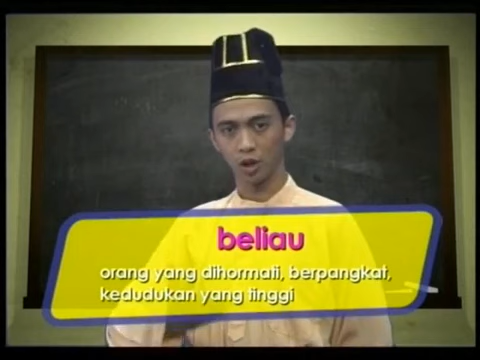 beliau
orang yang dihormati, berpangkat,
kedudukan yang tinggi